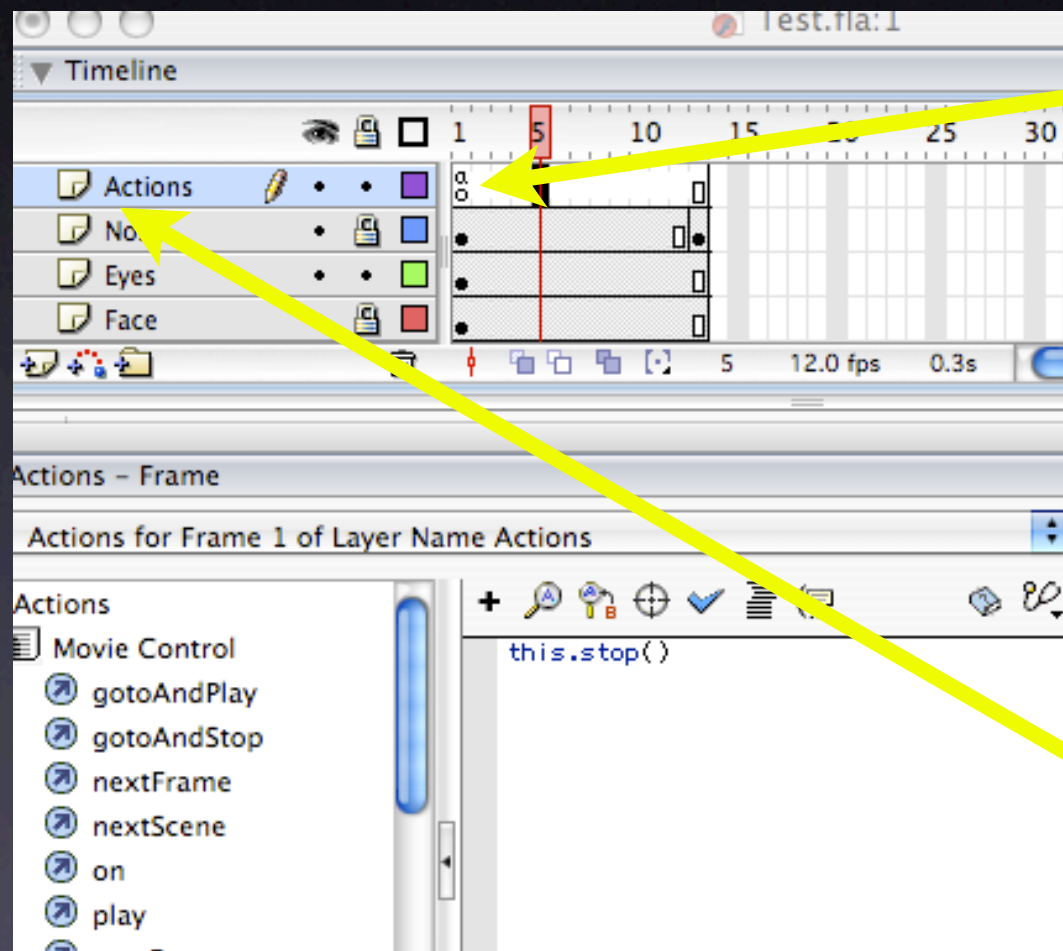 Test.fla:1
Timeline
1 5 10 15 20 25 30
Actions
Eyes
Face
5 12.0 fps 0.3s
Actions – Frame
Actions for Frame 1 of Layer Name Actions
Actions
Movie Control
gotoAndPlay
gotoAndStop
nextFrame
nextScene
on
play
this.stop()